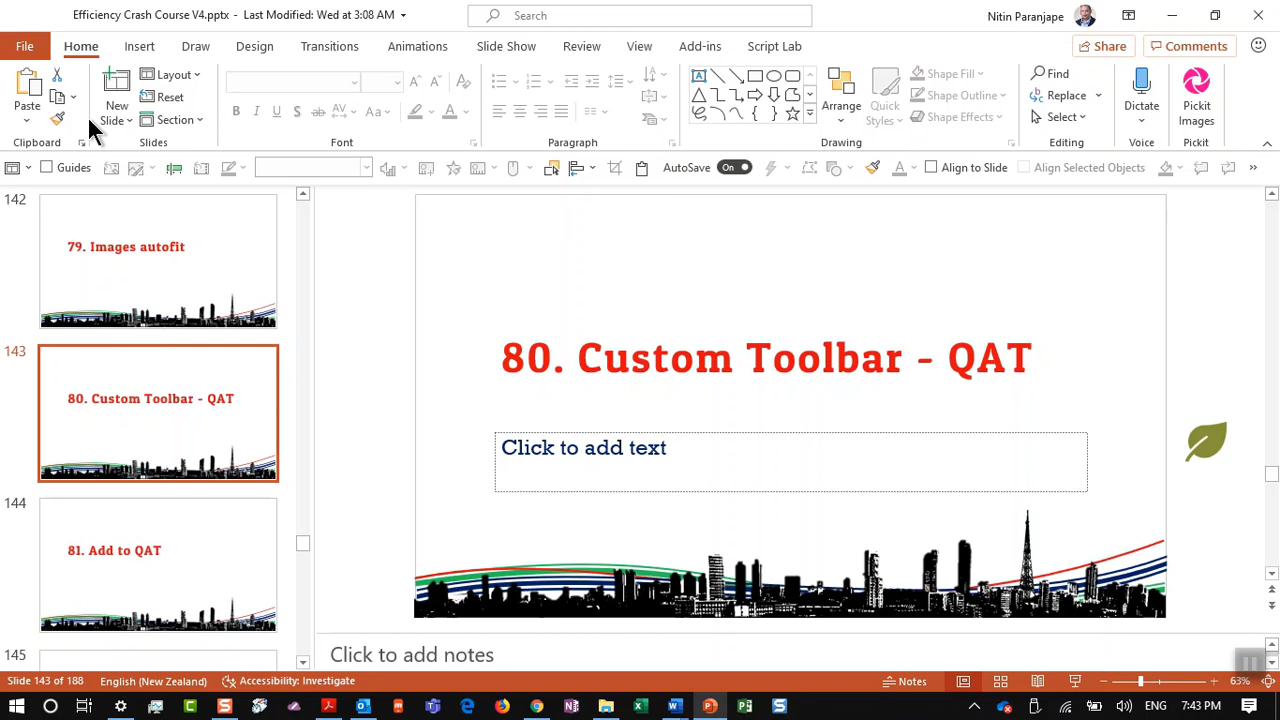 Efficiency Crash Course V4.pptx - Last Modified: Wed at 3:08 AM
Search
Nitin Paranjape
File Home Insert Draw Design Transitions Animations Slide Show Review View Add-ins Script Lab Share Comments
Layout
Reset
Section
Paste
New
Slide
Aa
Arrange
Quick
Styles
Shape Fill
Shape Outline
Shape Effects
Find
Replace
Select
Dictate
Pickit
Images
Clipboard Slides Font Paragraph Drawing Editing Voice Pickit
Guides AutoSave On Align to Slide Align Selected Objects
142
79. Images autofit
143
80. Custom Toolbar - QAT
144
81. Add to QAT
145
80. Custom Toolbar - QAT
Click to add text
Click to add notes
Slide 143 of 188 English (New Zealand) Accessibility: Investigate Notes 63%
7:43 PM